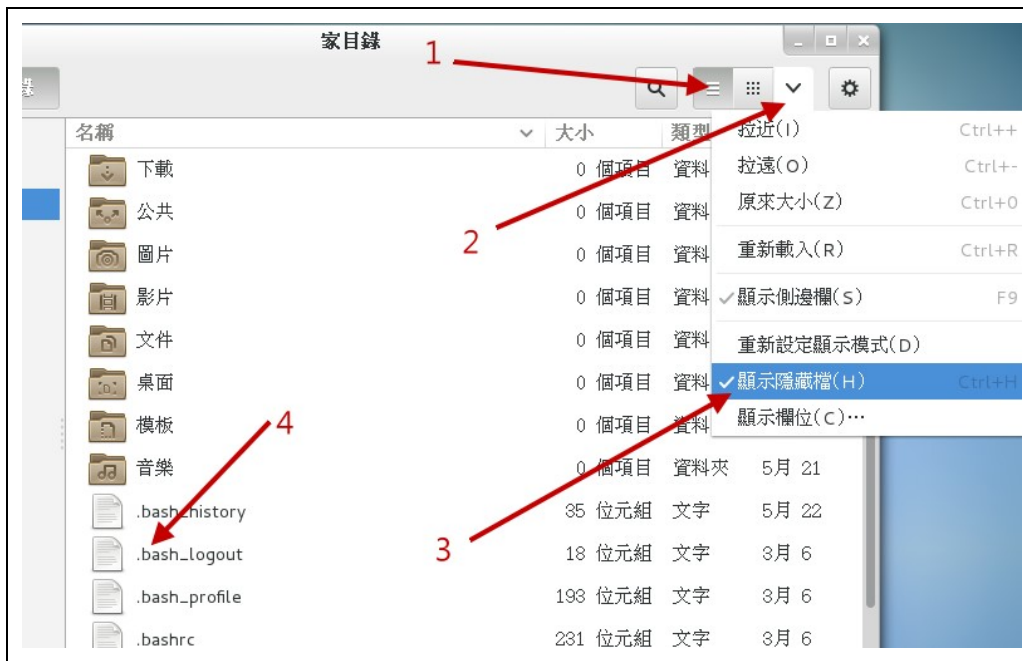 家目錄
1
名稱 大小 類型
下載 0 個項目 資料
公共 0 個項目 資料
圖片 0 個項目 資料
影片 0 個項目 資料
文件 0 個項目 資料
桌面 0 個項目 資料
模板 0 個項目 資料
音樂 0 個項目 資料夾 5月 21
.bash_history 35 位元組 文字 5月 22
.bash_logout 18 位元組 文字 3月 6
.bash_profile 193 位元組 文字 3月 6
.bashrc 231 位元組 文字 3月 6
拉近(I) Ctrl++
拉遠(O) Ctrl+-
原來大小(Z) Ctrl+0
重新載入(R) Ctrl+R
顯示側邊欄(S) F9
重新設定顯示模式(D)
顯示隱藏檔(H) Ctrl+H
顯示欄位(C)…
2
4
3